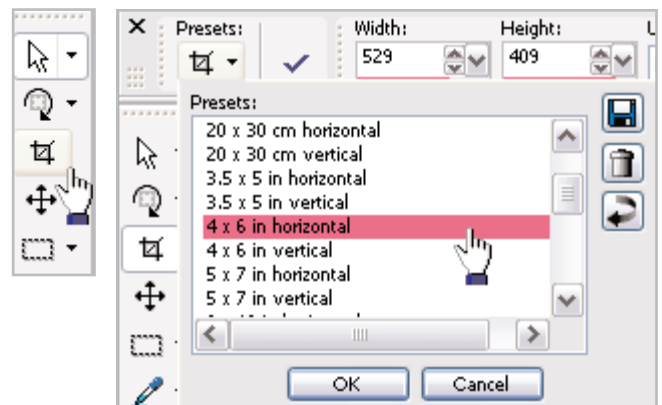 Presets: Width: Height:
529 409
Presets:
20 x 30 cm horizontal
20 x 30 cm vertical
3.5 x 5 in horizontal
3.5 x 5 in vertical
4 x 6 in horizontal
4 x 6 in vertical
5 x 7 in horizontal
5 x 7 in vertical
OK Cancel